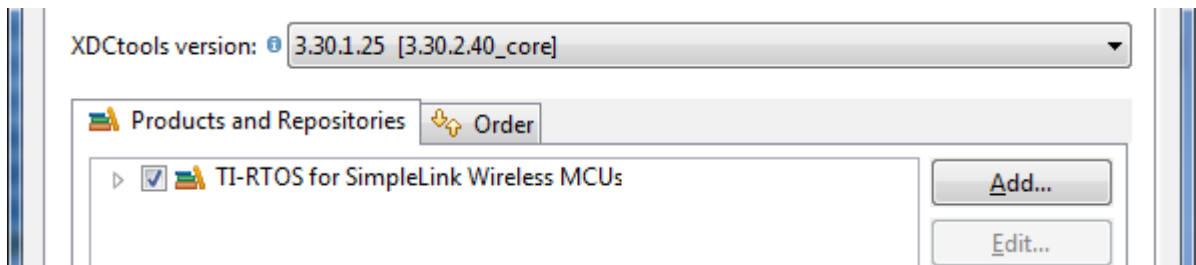 XDCtools version: 3.30.1.25 [3.30.2.40_core]
Products and Repositories Order
TI-RTOS for SimpleLink Wireless MCUs
Add...
Edit...